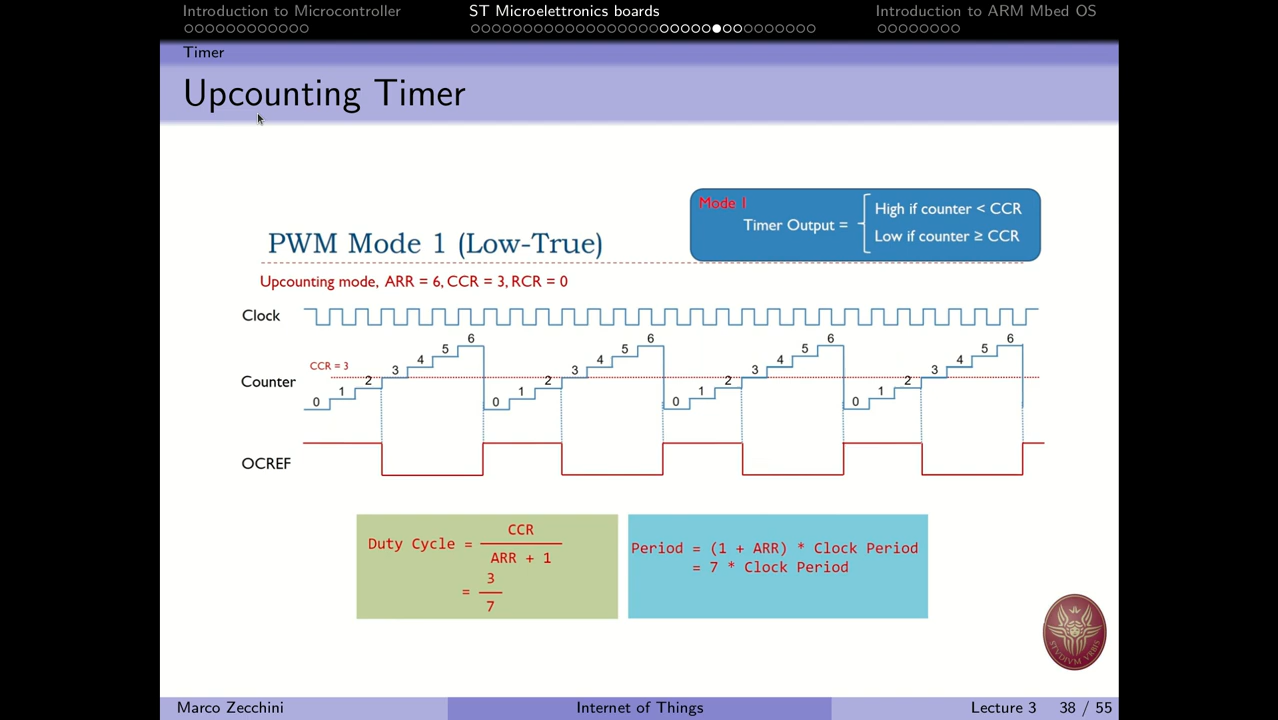 Introduction to Microcontroller ST Microelettronics boards Introduction to ARM Mbed OS
Timer
Upcounting Timer
Mode 1
Timer Output =
High if counter < CCR
Low if counter ≥ CCR
PWM Mode 1 (Low-True)
Upcounting mode, ARR = 6, CCR = 3, RCR = 0
Clock
CCR = 3
Counter
0 1 2 3 4 5 6 0 1 2 3 4 5 6 0 1 2 3 4 5 6 0 1 2 3 4 5 6
OCREF
Duty Cycle = CCR
ARR + 1
= 3
7
Period = (1 + ARR) * Clock Period
= 7 * Clock Period
STVDIVM VRBIS
Marco Zecchini Internet of Things Lecture 3 38 / 55